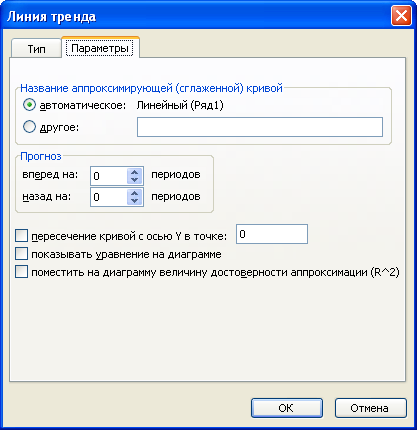 Линия тренда
Тип
Параметры
Название аппроксимирующей (сглаженной) кривой
автоматическое: Линейный (Ряд1)
другое:
Прогноз
вперед на: 0 периодов
назад на: 0 периодов
пересечение кривой с осью Y в точке: 0
показывать уравнение на диаграмме
поместить на диаграмму величину достоверности аппроксимации (R^2)
ОК
Отмена